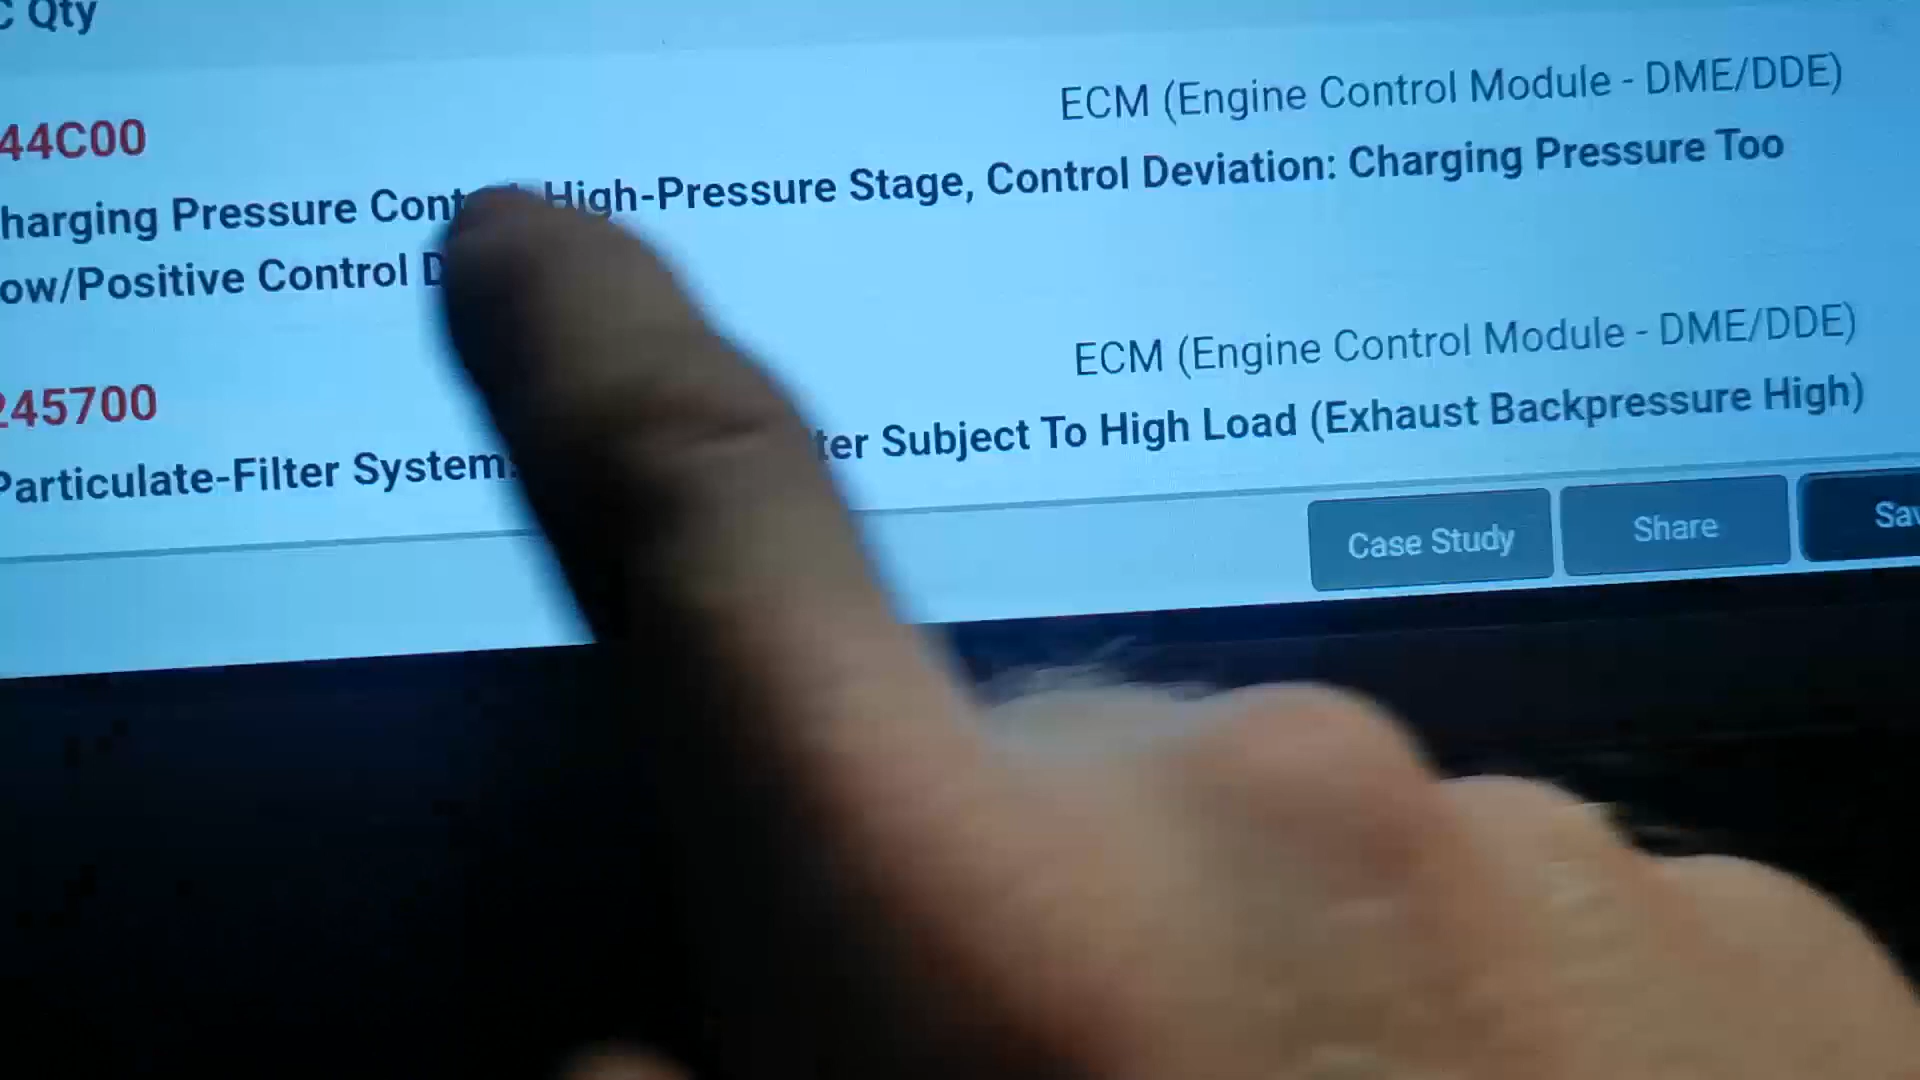 Qty
44C00
ECM (Engine Control Module - DME/DDE)
harging Pressure High-Pressure Stage, Control Deviation: Charging Pressure Too
ow/Positive Control
245700
ECM (Engine Control Module - DME/DDE)
Particulate-Filter System: ter Subject To High Load (Exhaust Backpressure High)
Case Study
Share
Sav